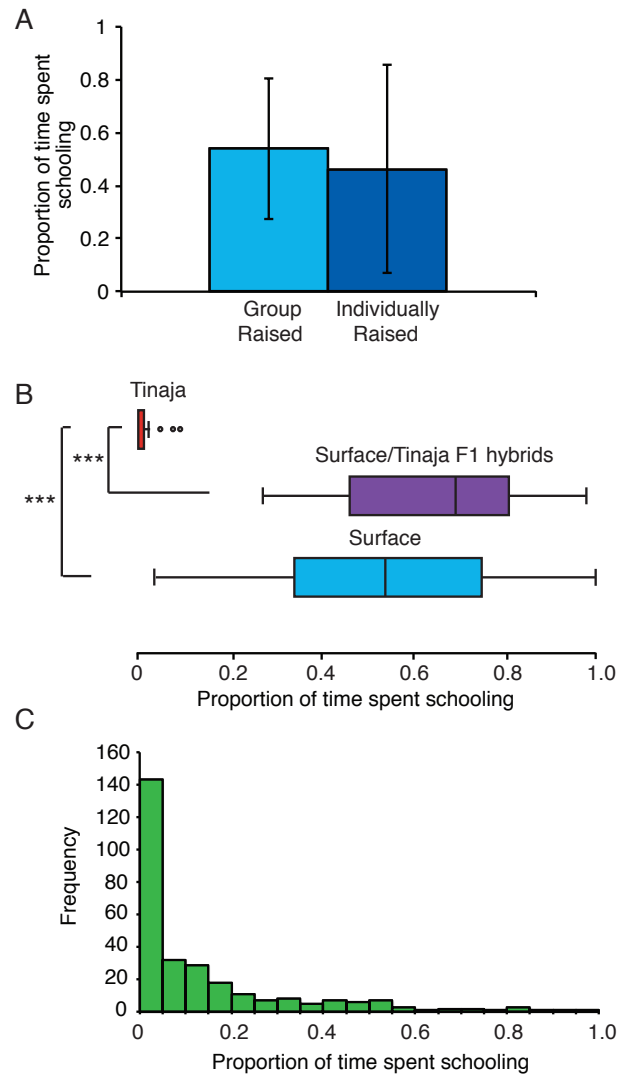 A
1
0.8
0.6
0.4
0.2
0
Proportion of time spent
schooling
Group
Raised
Individually
Raised
B
Tinaja
***
***
Surface/Tinaja F1 hybrids
Surface
0
0.2
0.4
0.6
0.8
1.0
Proportion of time spent schooling
C
160
140
120
100
80
60
40
20
0
Frequency
0
0.2
0.4
0.6
0.8
1.0
Proportion of time spent schooling